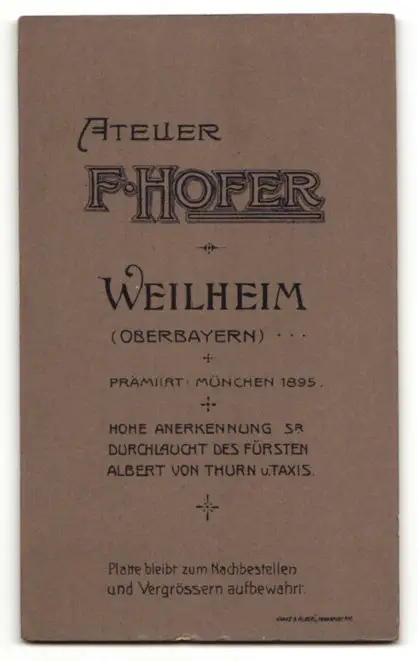 ATELIER
F. HOFER
WEILHEIM
(OBERBAYERN) ...
PRÄMIIRT: MÜNCHEN 1895.
HOHE ANERKENNUNG SR
DURCHLAUCHT DES FÜRSTEN
ALBERT VON THURN u. TAXIS.
Platte bleibt zum Nachbestellen
und Vergrössern aufbewahrt.